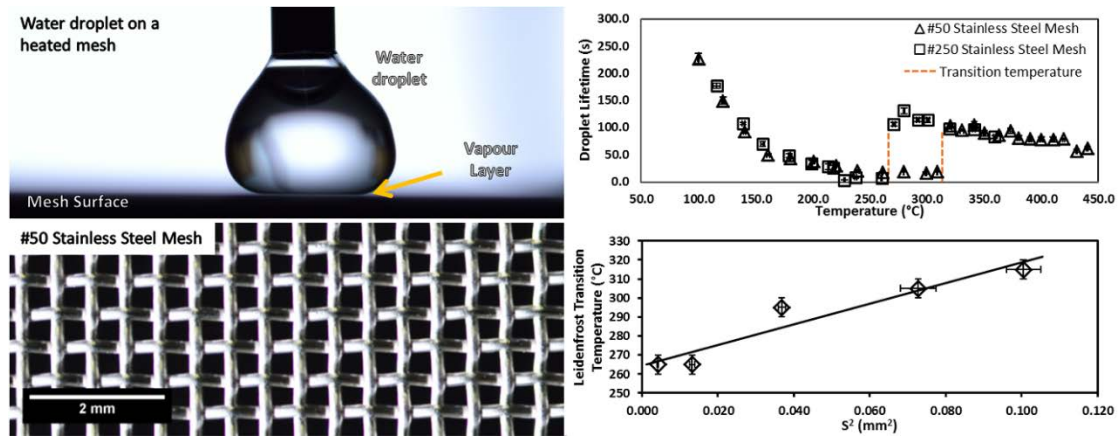 Water droplet on a
heated mesh
Water
droplet
Vapour
Layer
Mesh Surface
#50 Stainless Steel Mesh
2 mm
Droplet Lifetime (s)
300.0
250.0
200.0
150.0
100.0
50.0
0.0
#50 Stainless Steel Mesh
#250 Stainless Steel Mesh
Transition temperature
50.0 100.0 150.0 200.0 250.0 300.0 350.0 400.0 450.0
Temperature (°C)
Leidenfrost Transition
Temperature (°C)
330
320
310
300
290
280
270
260
250
0.000 0.020 0.040 0.060 0.080 0.100 0.120
S² (mm²)